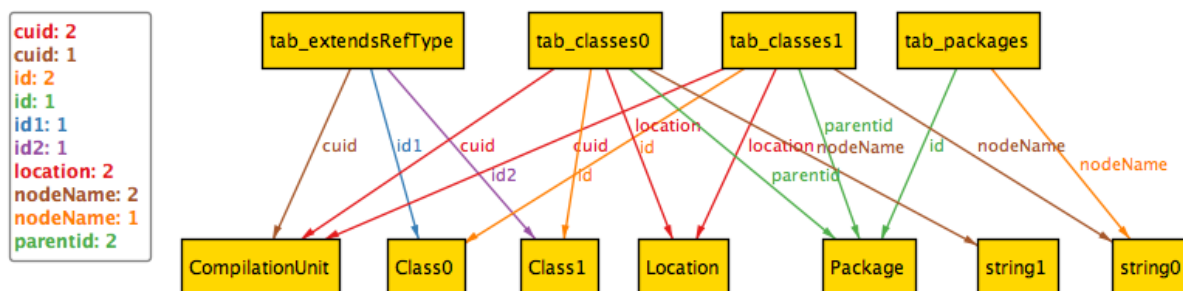 cuid: 2
cuid: 1
id: 2
id: 1
id1: 1
id2: 1
location: 2
nodeName: 2
nodeName: 1
parentid: 2
tab_extendsRefType
tab_classes0
tab_classes1
tab_packages
location
parentid
cuid
id1
cuid
cuid
id
location
nodeName
id
nodeName
id2
id
parentid
nodeName
CompilationUnit
Class0
Class1
Location
Package
string1
string0